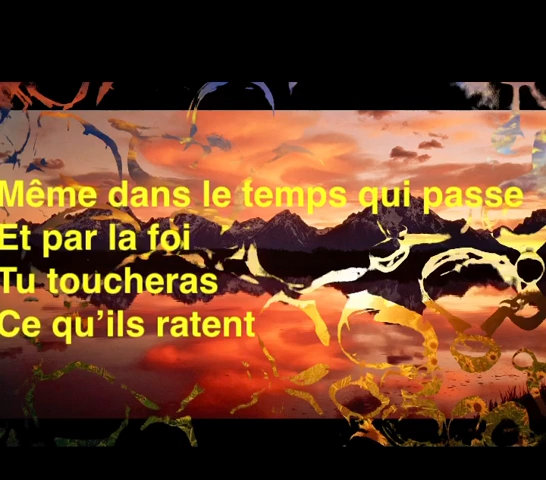 Même dans le temps qui passe
Et par la foi
Tu toucheras
Ce qu’ils ratent